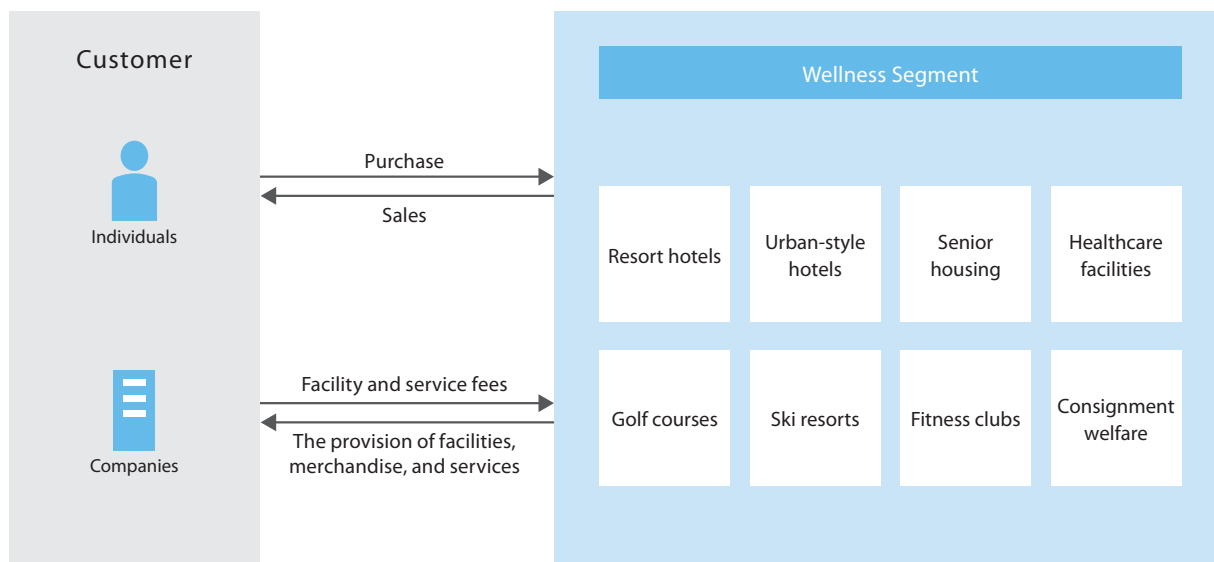 Customer
Individuals
Companies
Purchase
Sales
Facility and service fees
The provision of facilities,
merchandise, and services
Wellness Segment
Resort hotels
Urban-style
hotels
Senior
housing
Healthcare
facilities
Golf courses
Ski resorts
Fitness clubs
Consignment
welfare